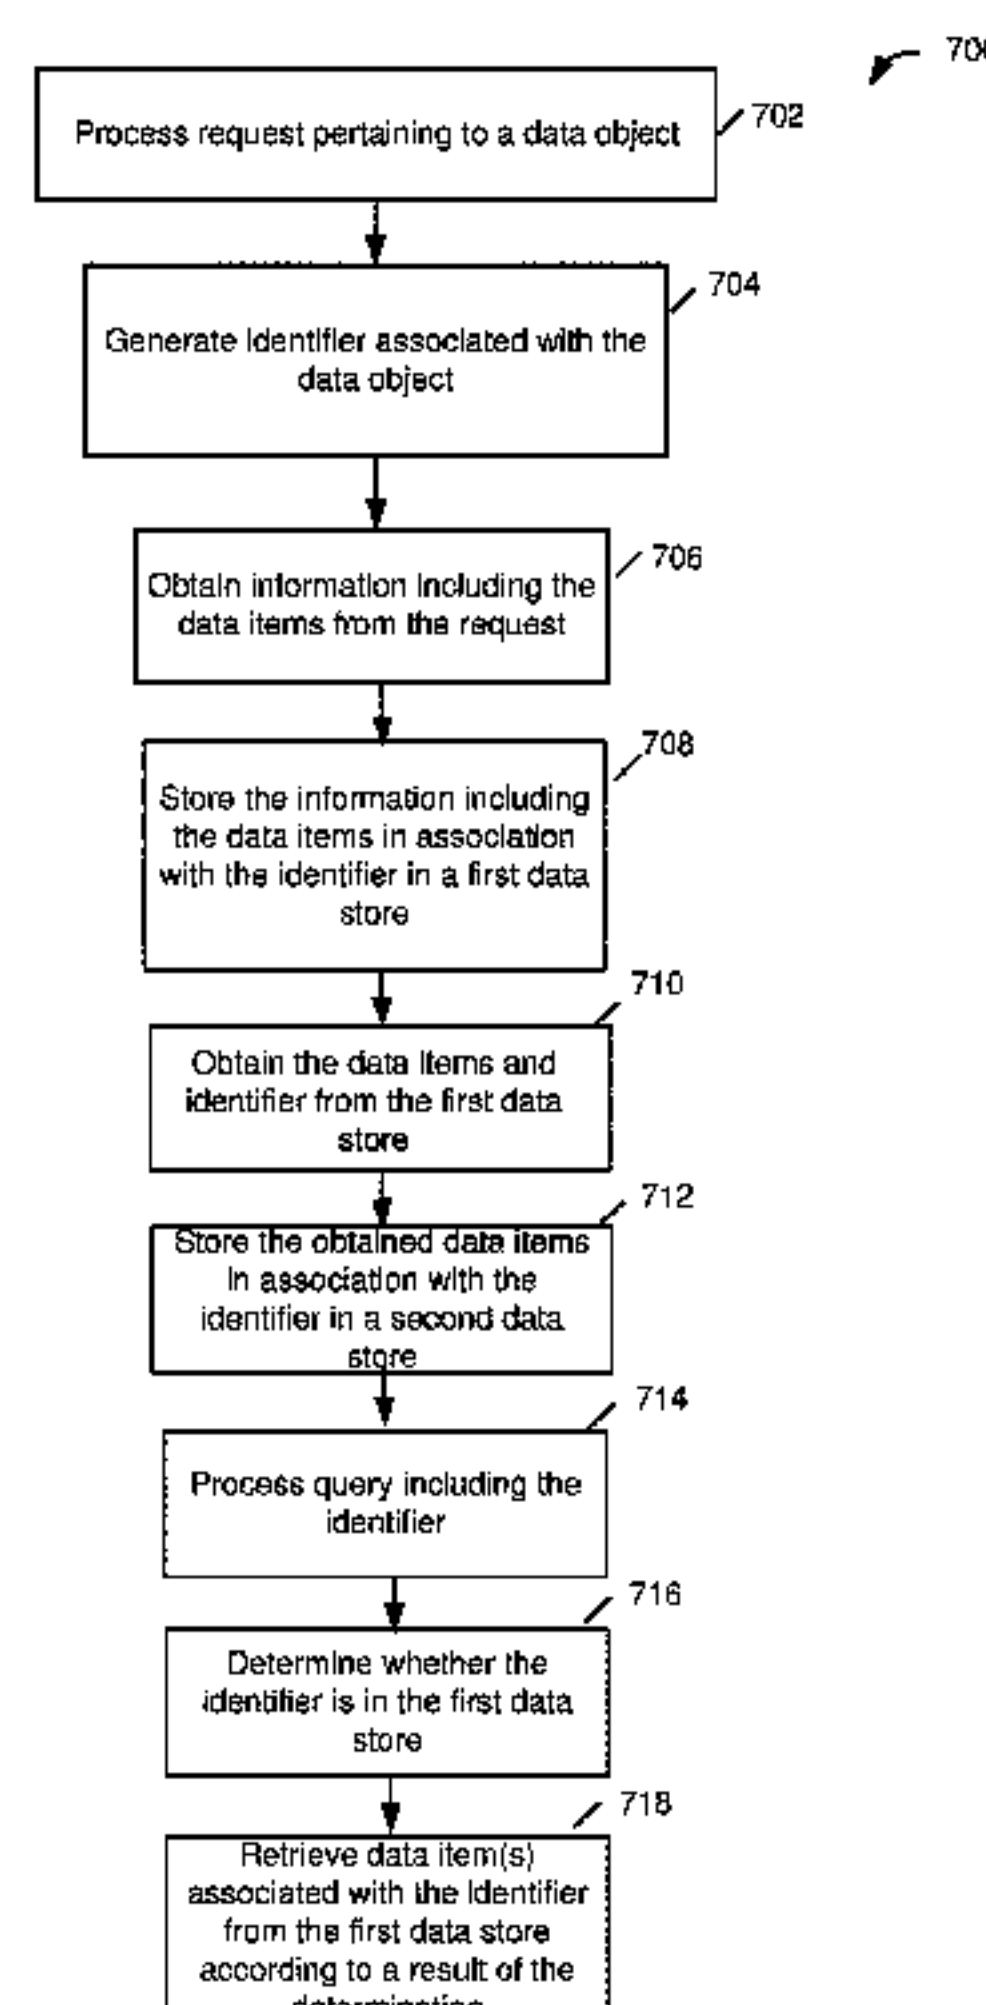 Process request pertaining to a data object
702
Generate identifier associated with the
data object
704
Obtain information including the
data items from the request
706
Store the information including
the data items in association
with the identifier in a first data
store
708
Obtain the data items and
identifier from the first data
store
710
Store the obtained data items
in association with the
identifier in a second data
store
712
Process query including the
identifier
714
Determine whether the
identifier is in the first data
store
716
Retrieve data item(s)
associated with the identifier
from the first data store
according to a result of the
718